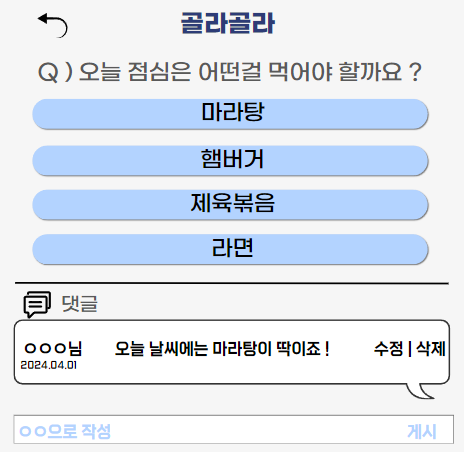 골라골라
Q ) 오늘 점심은 어떤걸 먹어야 할까요 ?
마라탕
햄버거
제육볶음
라면
댓글
ㅇㅇㅇ님 오늘 날씨에는 마라탕이 딱이죠 ! 수정 | 삭제
2024.04.01
ㅇㅇ으로 작성 게시